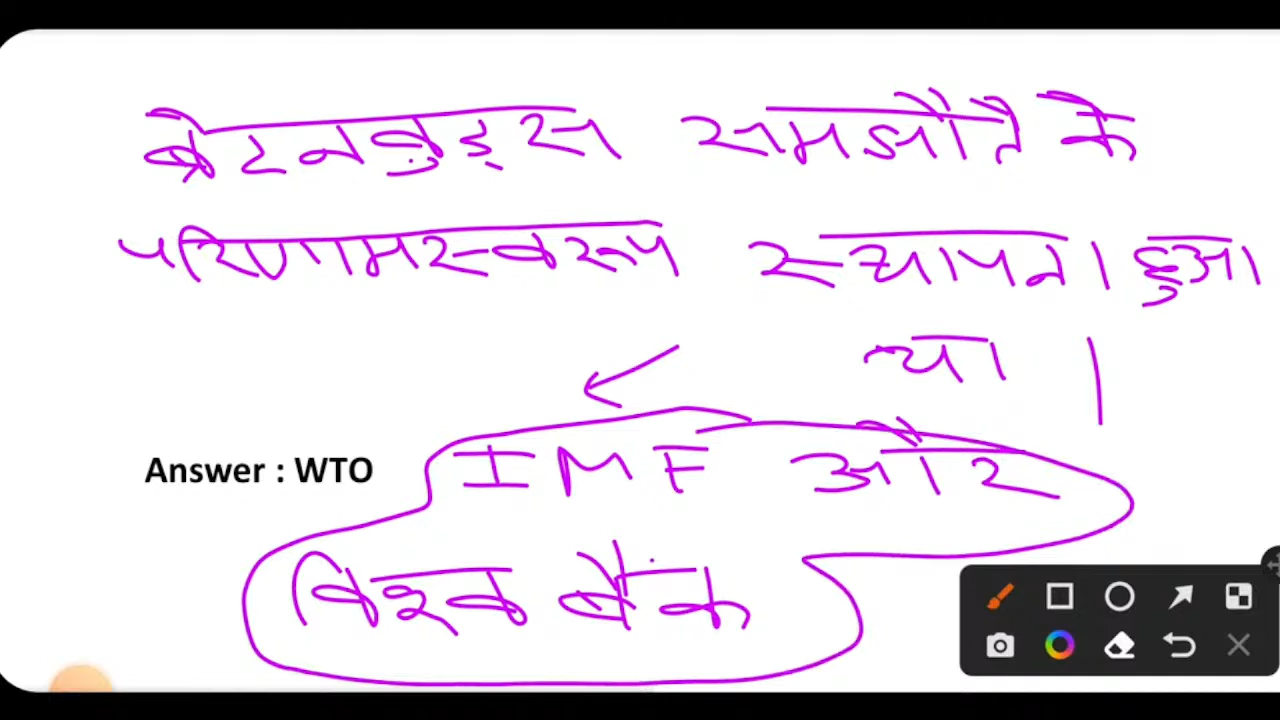 ब्रेटनवुड्स समझौते के
परिणामस्वरूप स्थापना हुआ
था |
Answer : WTO
IMF और
विश्व बैंक